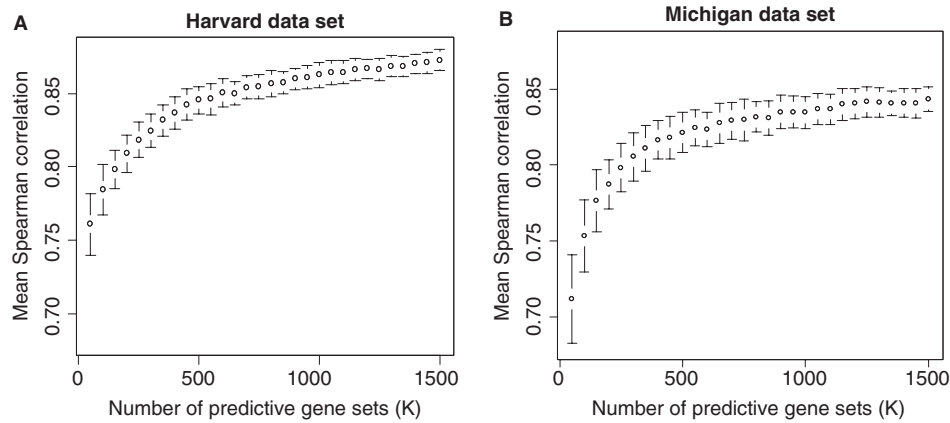 A
Harvard data set
Mean Spearman correlation
0.85
0.80
0.75
0.70
0
500
1000
1500
Number of predictive gene sets (K)
B
Michigan data set
Mean Spearman correlation
0.85
0.80
0.75
0.70
0
500
1000
1500
Number of predictive gene sets (K)